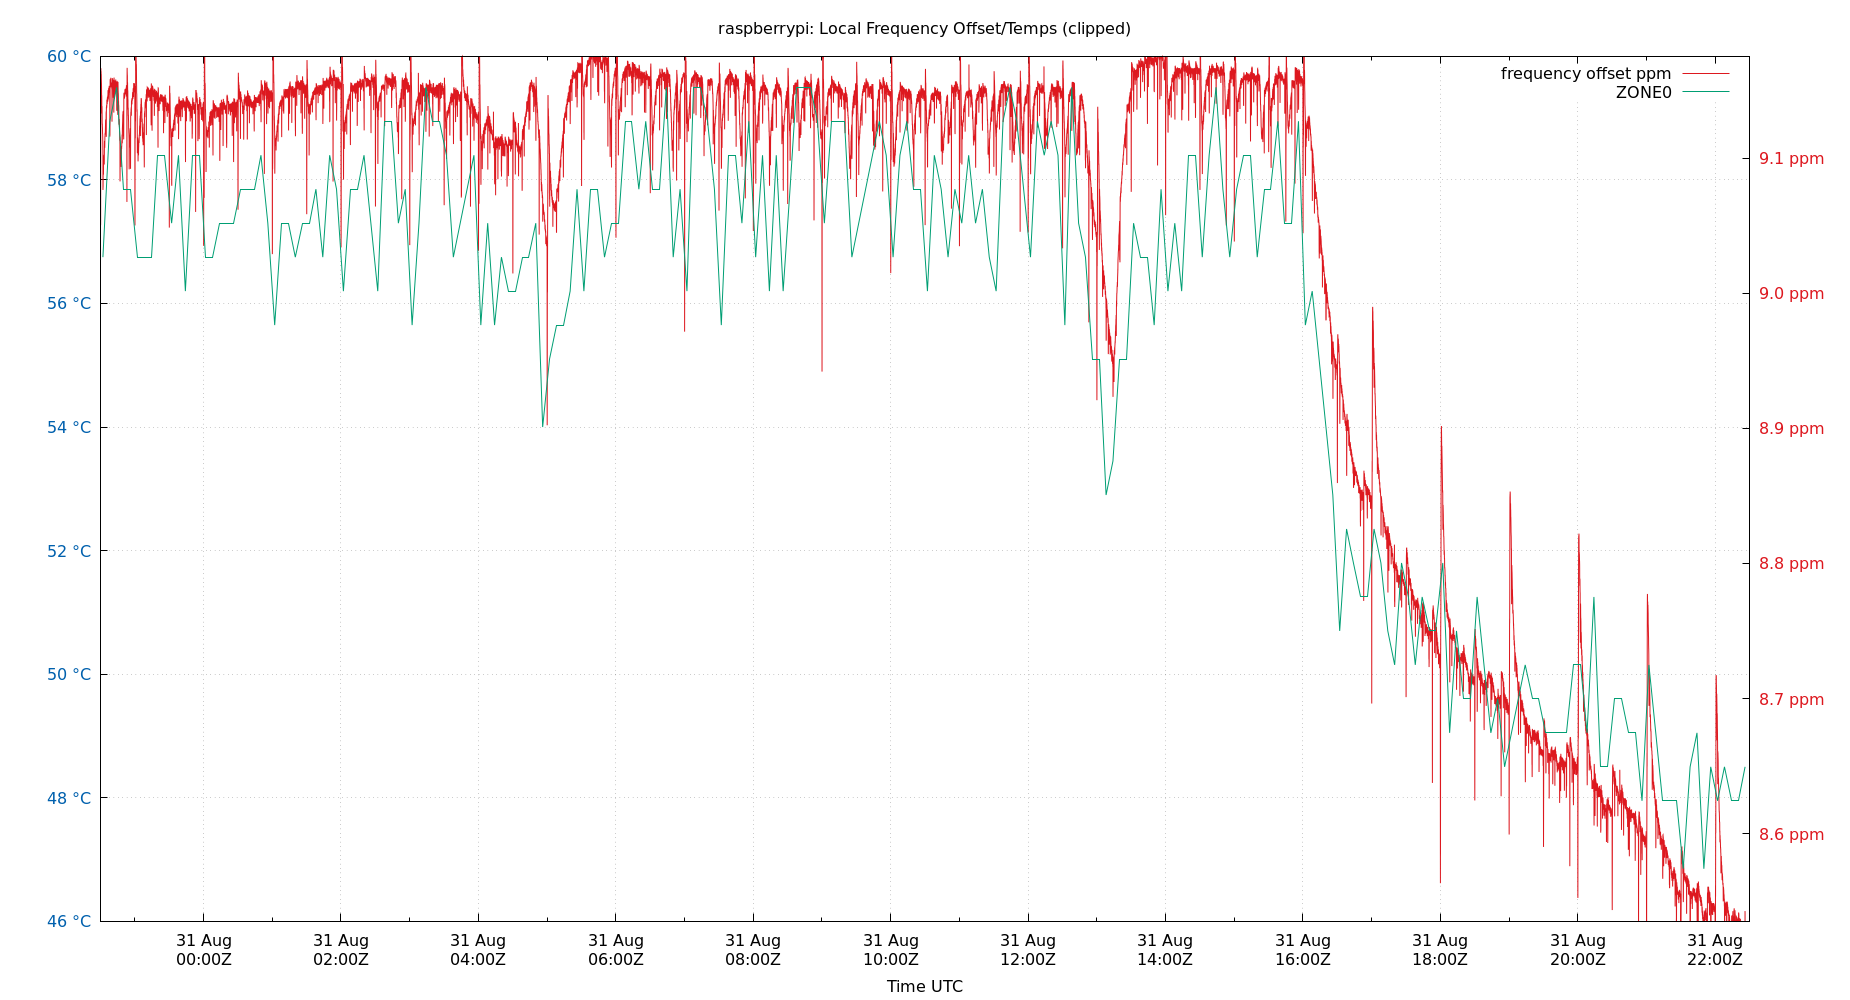 raspberrypi: Local Frequency Offset/Temps (clipped)
60 °C
58 °C
56 °C
54 °C
52 °C
50 °C
48 °C
46 °C
frequency offset ppm
ZONE0
9.1 ppm
9.0 ppm
8.9 ppm
8.8 ppm
8.7 ppm
8.6 ppm
31 Aug 31 Aug 31 Aug 31 Aug 31 Aug 31 Aug 31 Aug 31 Aug 31 Aug 31 Aug 31 Aug 31 Aug
00:00Z 02:00Z 04:00Z 06:00Z 08:00Z 10:00Z 12:00Z 14:00Z 16:00Z 18:00Z 20:00Z 22:00Z
Time UTC